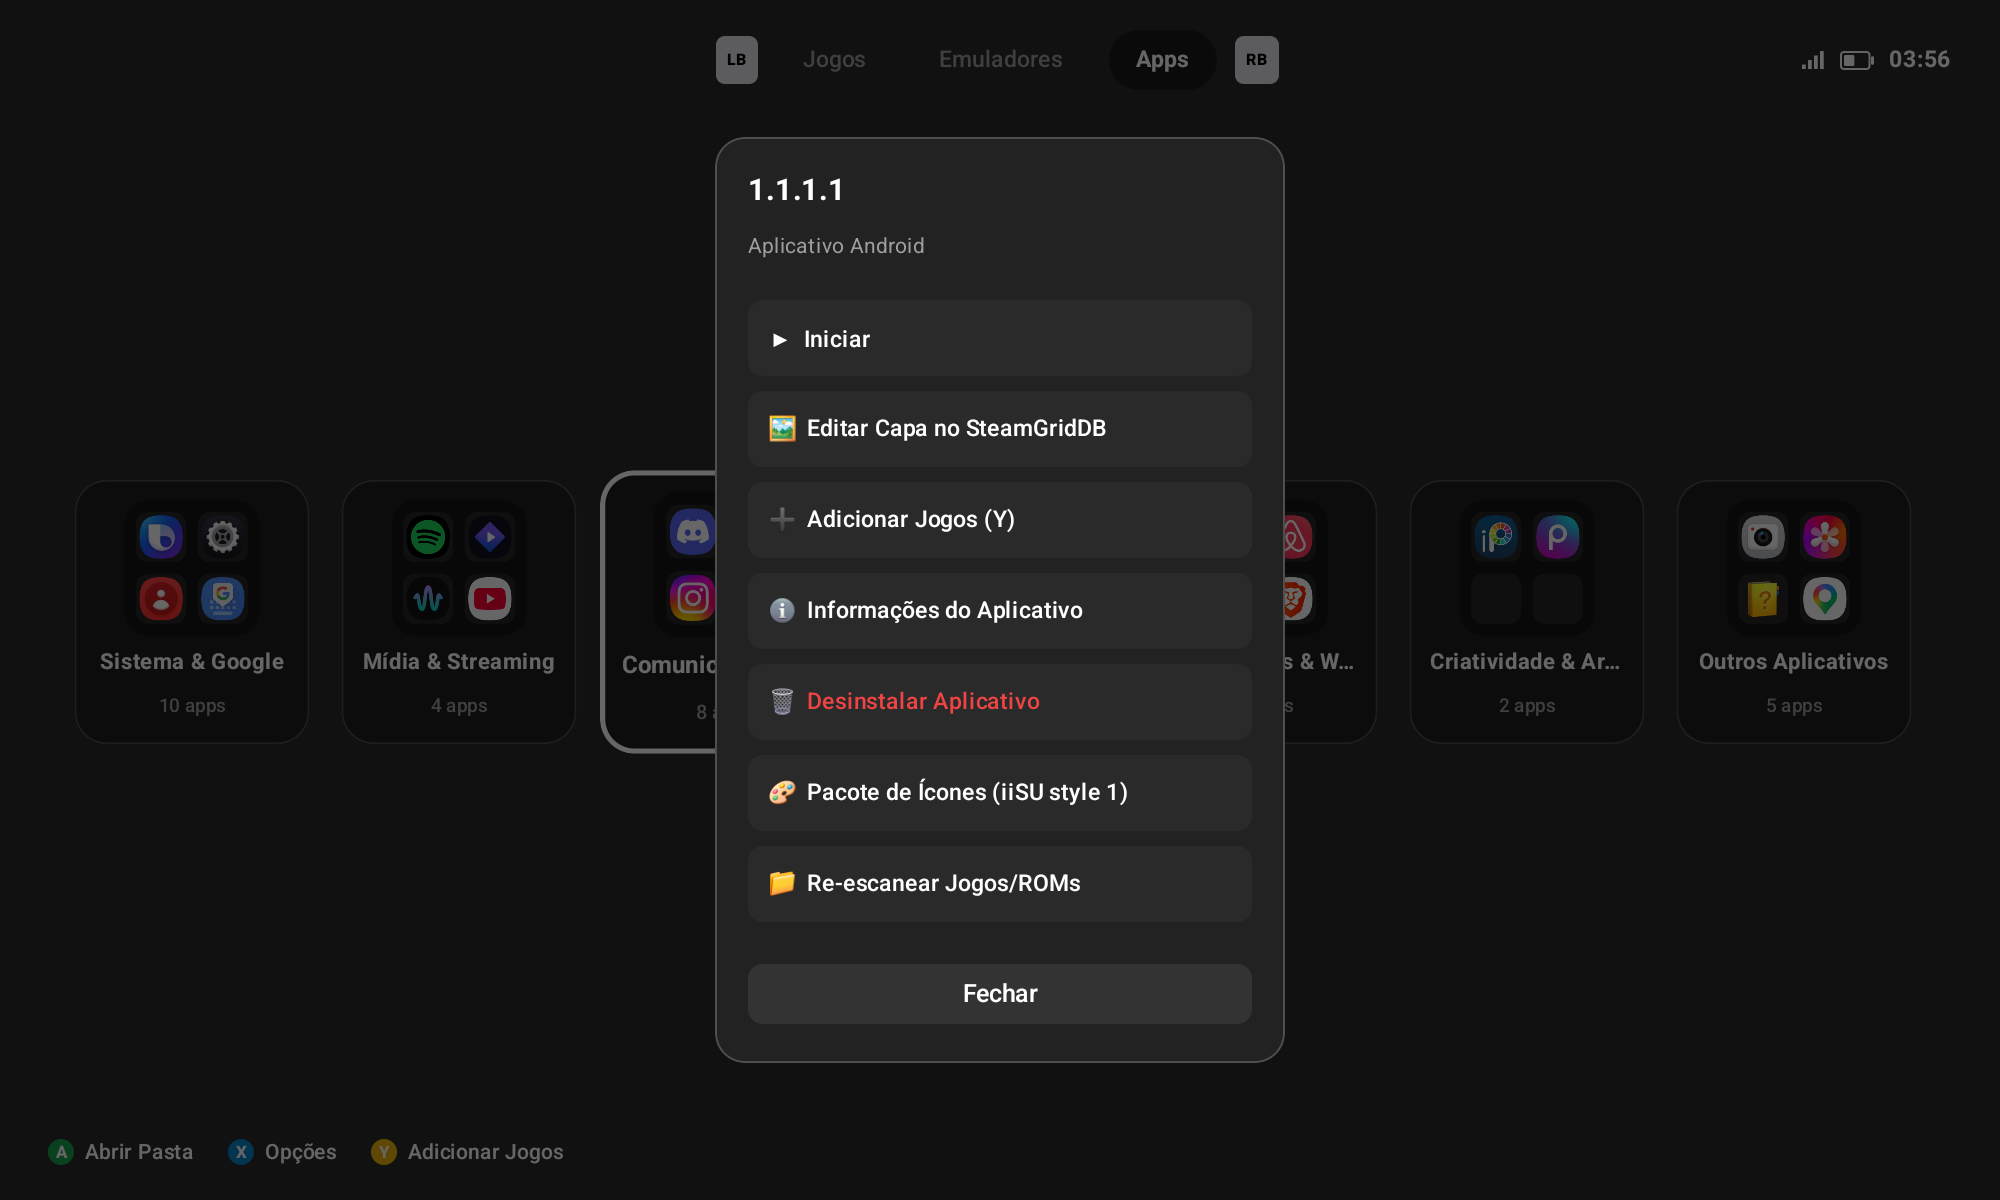 LB
Jogos
Emuladores
Apps
RB
03:56
1.1.1.1
Aplicativo Android
Iniciar
Editar Capa no SteamGridDB
Adicionar Jogos (Y)
Informações do Aplicativo
Desinstalar Aplicativo
Pacote de Ícones (iiSU style 1)
Re-escanear Jogos/ROMs
Fechar
Sistema & Google
10 apps
Mídia & Streaming
4 apps
8
& W...
Criatividade & Ar...
2 apps
Outros Aplicativos
5 apps
A Abrir Pasta
X Opções
Y Adicionar Jogos